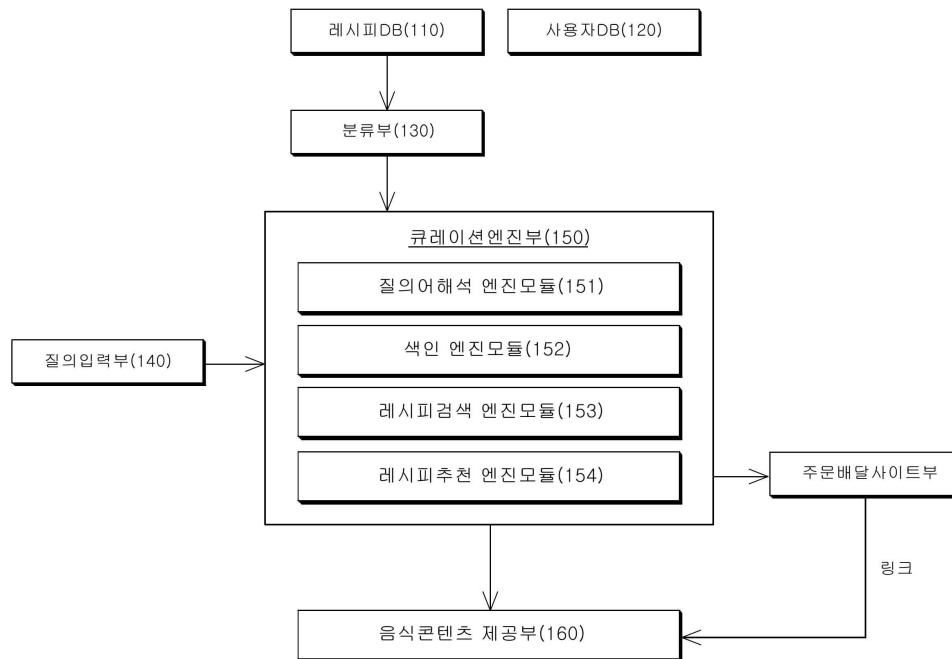 레시피DB(110)
사용자DB(120)
분류부(130)
큐레이션엔진부(150)
질의어해석 엔진모듈(151)
색인 엔진모듈(152)
질의입력부(140)
레시피검색 엔진모듈(153)
레시피추천 엔진모듈(154)
주문배달사이트부
링크
음식콘텐츠 제공부(160)